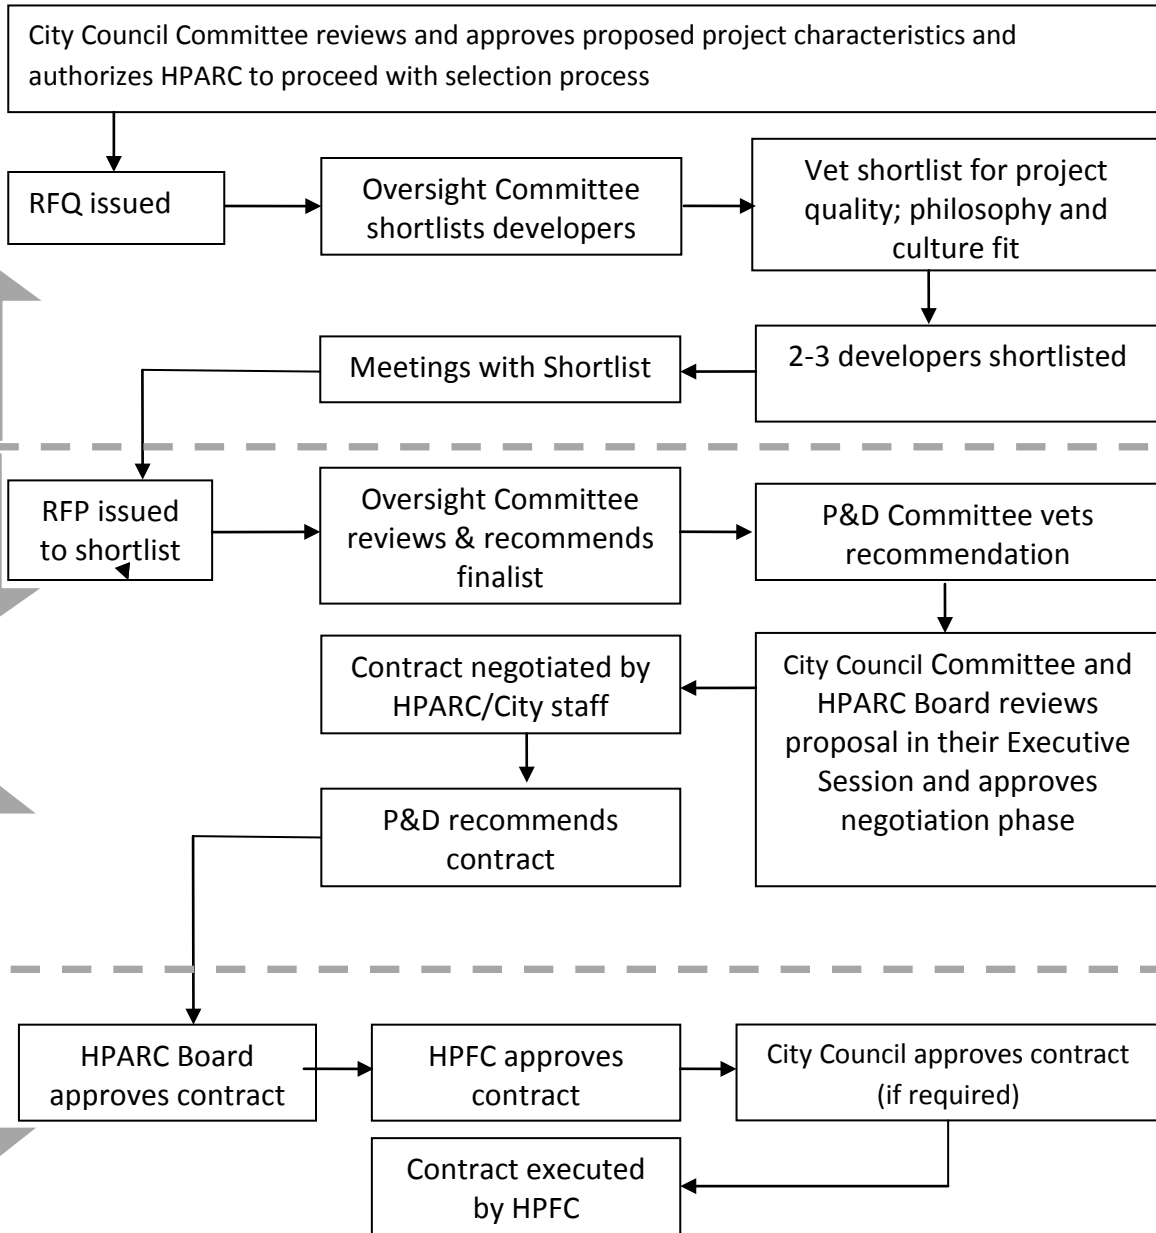 City Council Committee reviews and approves proposed project characteristics and
authorizes HPARC to proceed with selection process
RFQ issued
Oversight Committee
shortlists developers
Vet shortlist for project
quality; philosophy and
culture fit
2-3 developers shortlisted
Meetings with Shortlist
RFP issued
to shortlist
Oversight Committee
reviews & recommends
finalist
P&D Committee vets
recommendation
City Council Committee and
HPARC Board reviews
proposal in their Executive
Session and approves
negotiation phase
Contract negotiated by
HPARC/City staff
P&D recommends
contract
HPARC Board
approves contract
HPFC approves
contract
City Council approves contract
(if required)
Contract executed
by HPFC